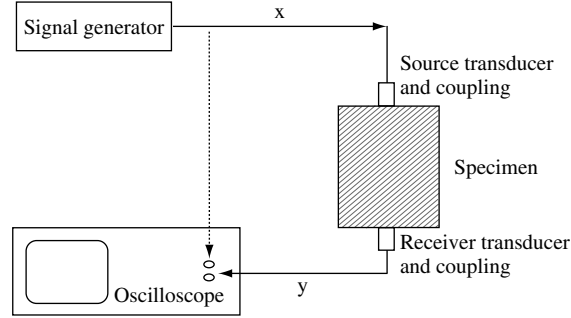 x
Signal generator
Source transducer
and coupling
Specimen
Receiver transducer
and coupling
Oscilloscope
y